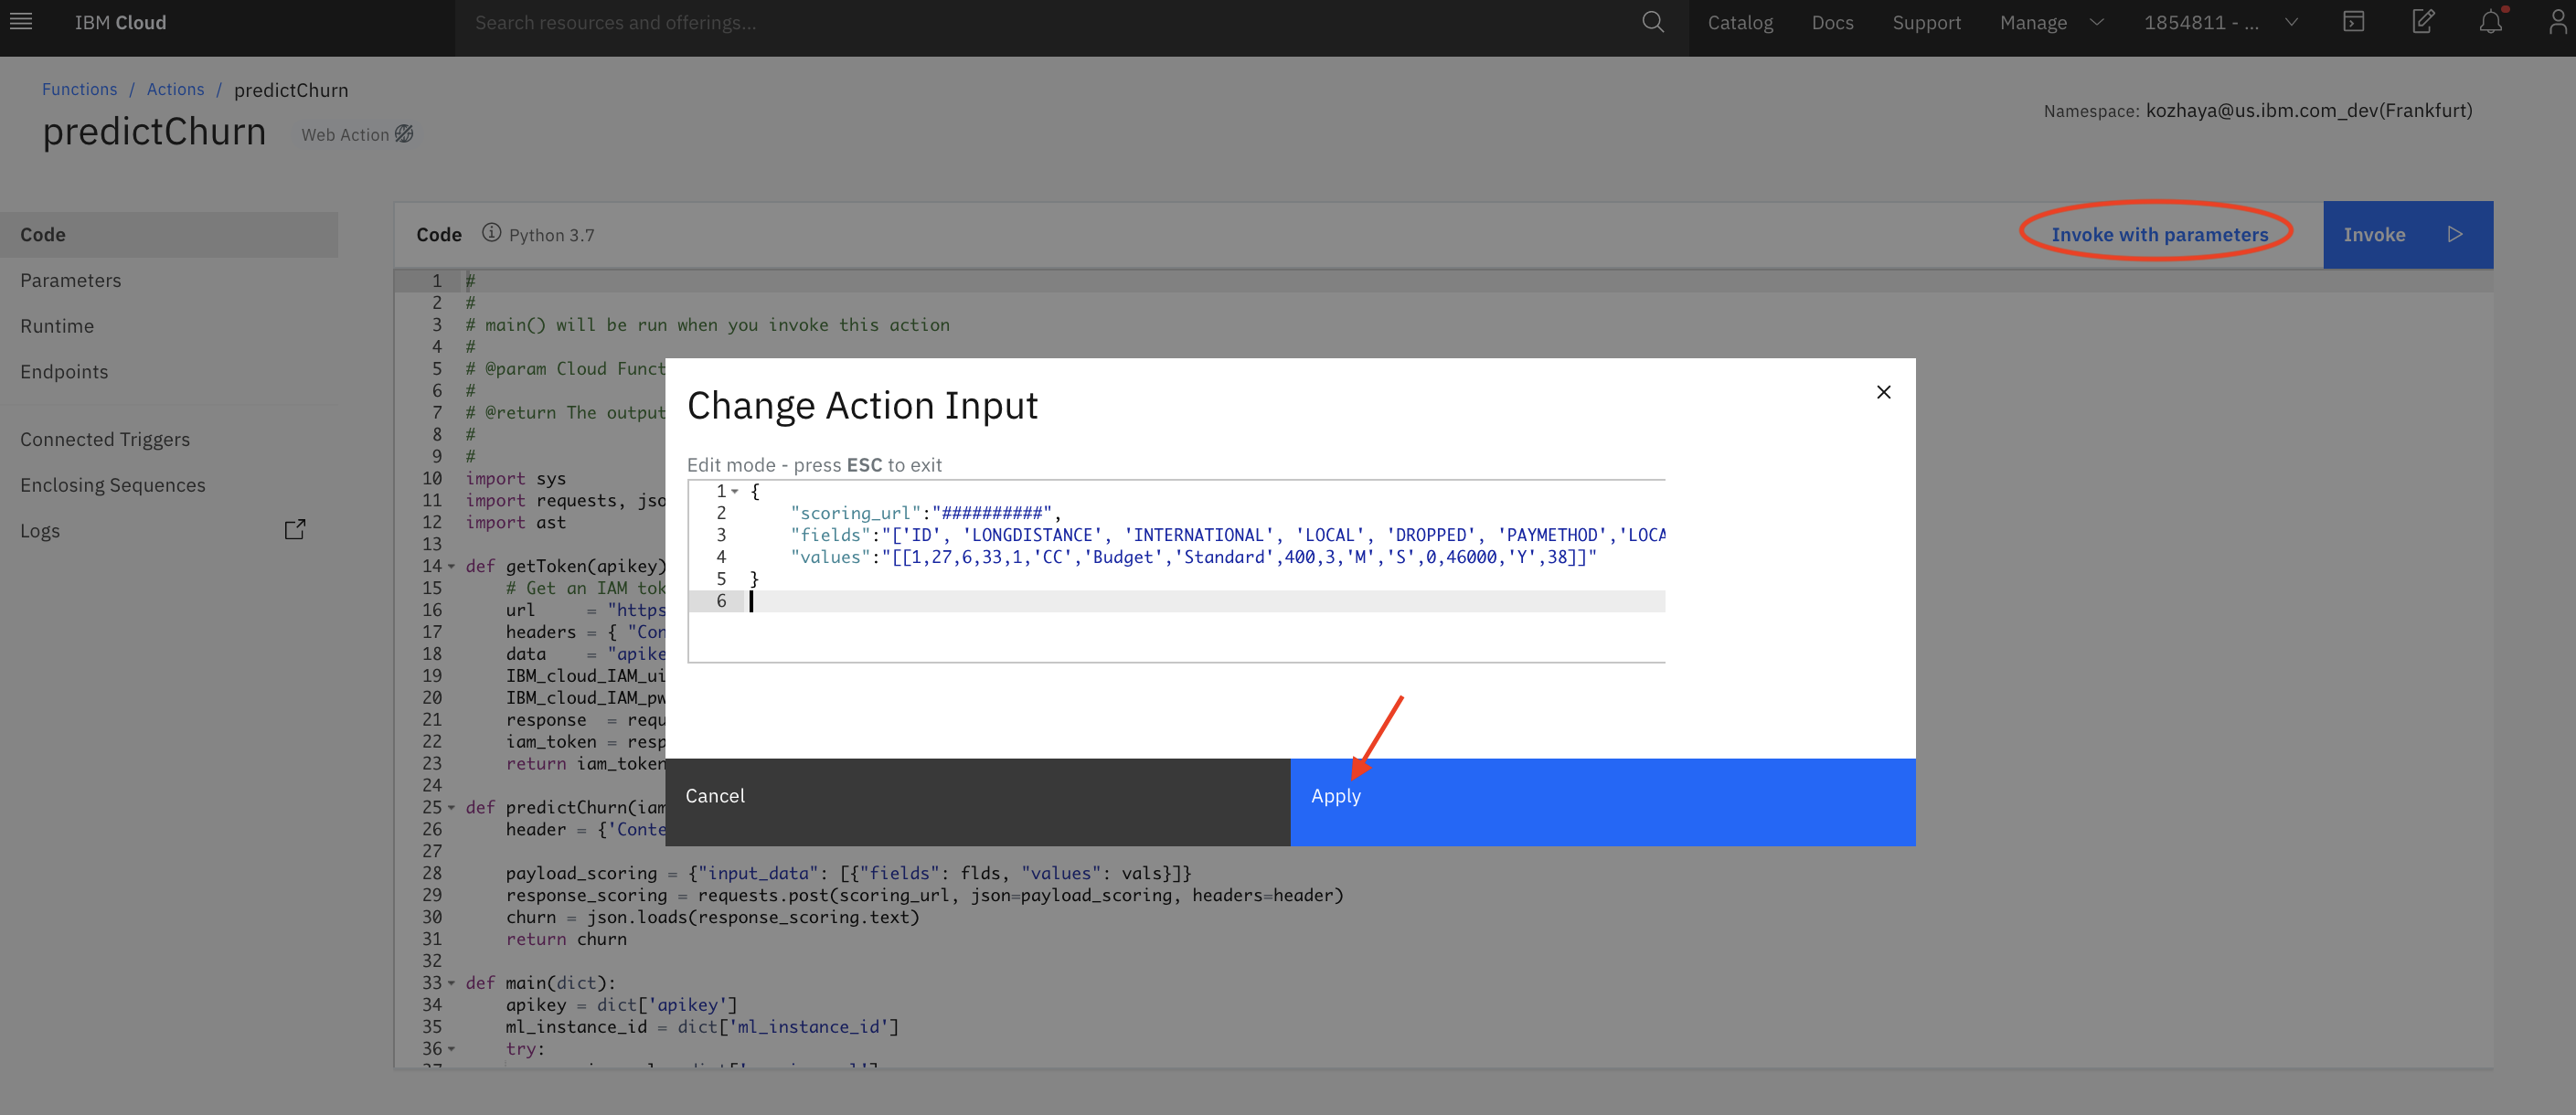 IBM Cloud
Search resources and offerings...
Catalog
Docs
Support
Manage
1854811 - ...
Functions / Actions / predictChurn
predictChurn
Web Action
Namespace: kozhaya@us.ibm.com_dev(Frankfurt)
Code
Parameters
Runtime
Endpoints
Connected Triggers
Enclosing Sequences
Logs
Code Python 3.7
Invoke with parameters
Invoke
1 #
2 #
3 # main() will be run when you invoke this action
4 #
5 # @param Cloud Funct
6 #
7 # @return The output
8 #
9 #
10 import sys
11 import requests, jso
12 import ast
13
14 def getToken(apikey)
15 # Get an IAM tok
16 url = "https
17 headers = { "Con
18 data = "apike
19 IBM_cloud_IAM_ui
20 IBM_cloud_IAM_pw
21 response = requ
22 iam_token = resp
23 return iam_token
24
25 def predictChurn(iam
26 header = {'Conte
27
28 payload_scoring = {"input_data": [{"fields": flds, "values": vals}]}
29 response_scoring = requests.post(scoring_url, json=payload_scoring, headers=header)
30 churn = json.loads(response_scoring.text)
31 return churn
32
33 def main(dict):
34 apikey = dict['apikey']
35 ml_instance_id = dict['ml_instance_id']
36 try:
Change Action Input
Edit mode - press ESC to exit
1 {
2 "scoring_url":"##########",
3 "fields":"['ID', 'LONGDISTANCE', 'INTERNATIONAL', 'LOCAL', 'DROPPED', 'PAYMETHOD','LOCA
4 "values":"[[1,27,6,33,1,'CC','Budget','Standard',400,3,'M','S',0,46000,'Y',38]]"
5 }
6
Cancel
Apply